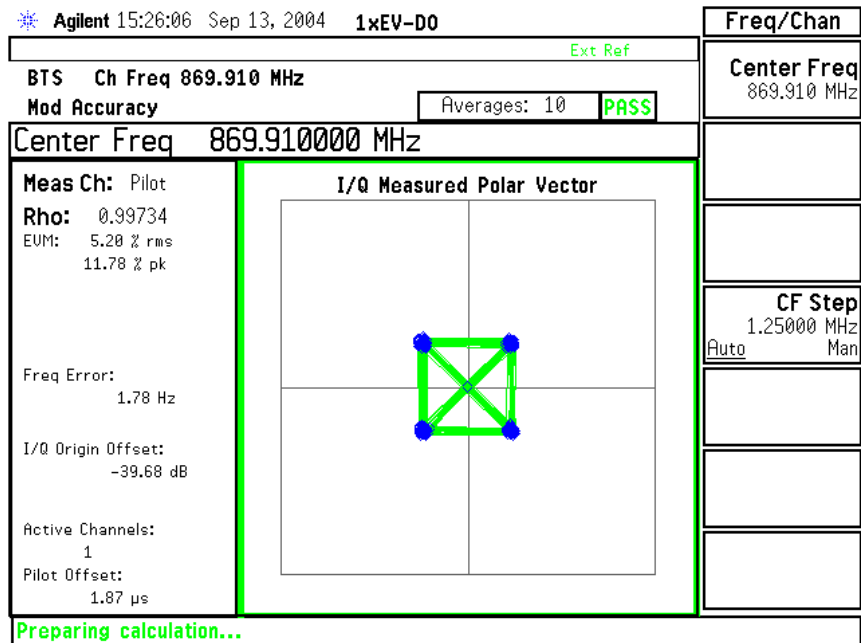 Agilent 15:26:06 Sep 13, 2004 1xEV-DO
Freq/Chan
Ext Ref
BTS Ch Freq 869.910 MHz
Mod Accuracy
Averages: 10 PASS
Center Freq 869.910000 MHz
Meas Ch: Pilot
Rho: 0.99734
EVM: 5.20 % rms
11.78 % pk
Freq Error:
1.78 Hz
I/Q Origin Offset:
-39.68 dB
Active Channels:
1
Pilot Offset:
1.87 µs
I/Q Measured Polar Vector
Center Freq
869.910 MHz
CF Step
1.25000 MHz
Auto Man
Preparing calculation...